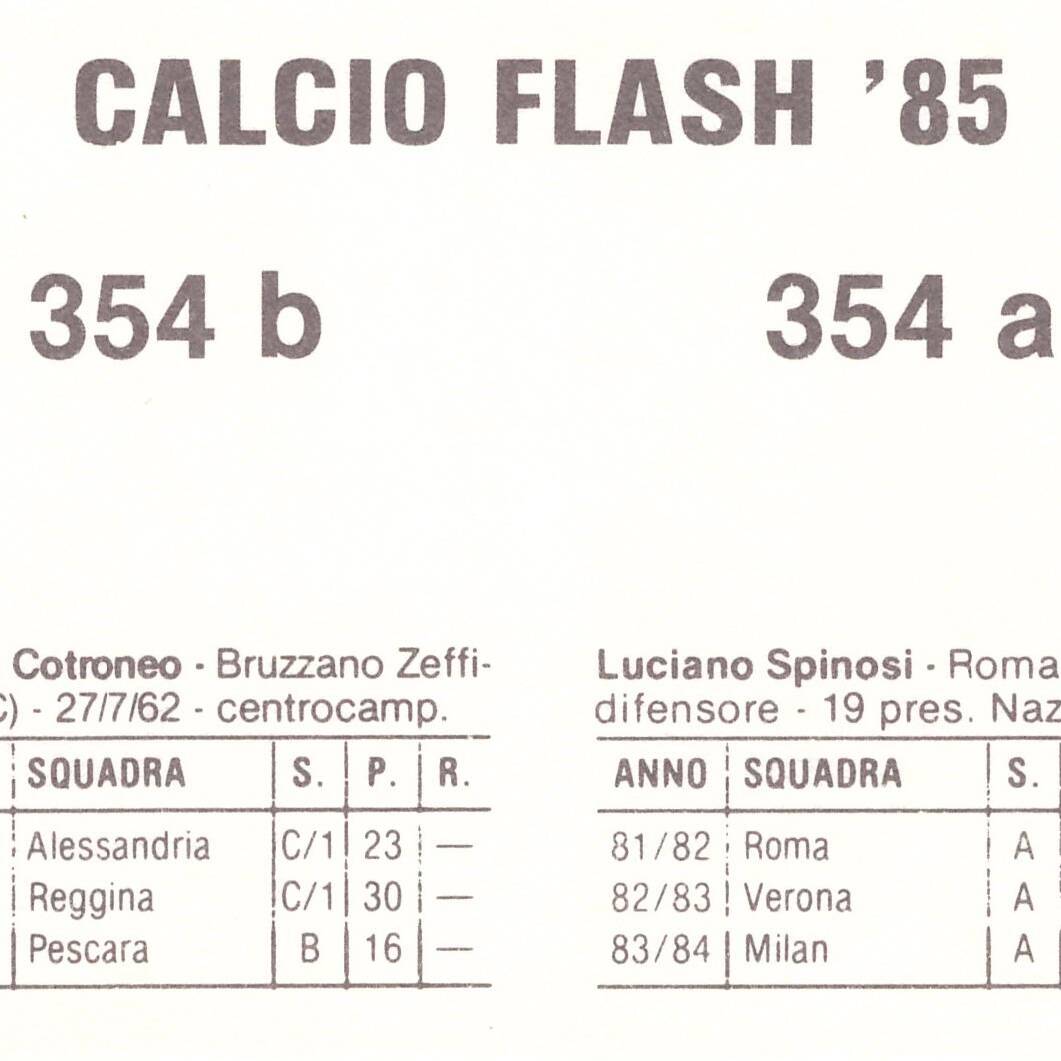 CALCIO FLASH '85
354 b
354 a
Cotroneo - Bruzzano Zeffi-
C) - 27/7/62 - centrocamp.
SQUADRA S. P. R.
Alessandria C/1 23 —
Reggina C/1 30 —
Pescara B 16 —
Luciano Spinosi - Roma
difensore - 19 pres. Naz
ANNO SQUADRA S.
81/82 Roma A
82/83 Verona A
83/84 Milan A